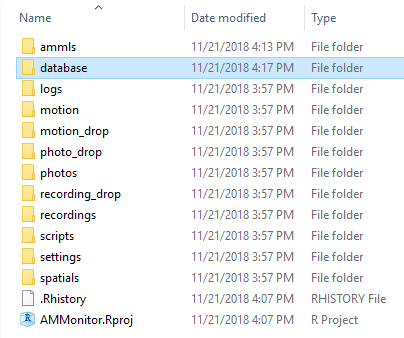 Name Date modified Type
ammls 11/21/2018 4:13 PM File folder
database 11/21/2018 4:17 PM File folder
logs 11/21/2018 3:57 PM File folder
motion 11/21/2018 3:57 PM File folder
motion_drop 11/21/2018 3:57 PM File folder
photo_drop 11/21/2018 3:57 PM File folder
photos 11/21/2018 3:57 PM File folder
recording_drop 11/21/2018 3:57 PM File folder
recordings 11/21/2018 3:57 PM File folder
scripts 11/21/2018 3:57 PM File folder
settings 11/21/2018 3:57 PM File folder
spatials 11/21/2018 3:57 PM File folder
.Rhistory 11/21/2018 4:07 PM RHISTORY File
AMMonitor.Rproj 11/21/2018 4:07 PM R Project